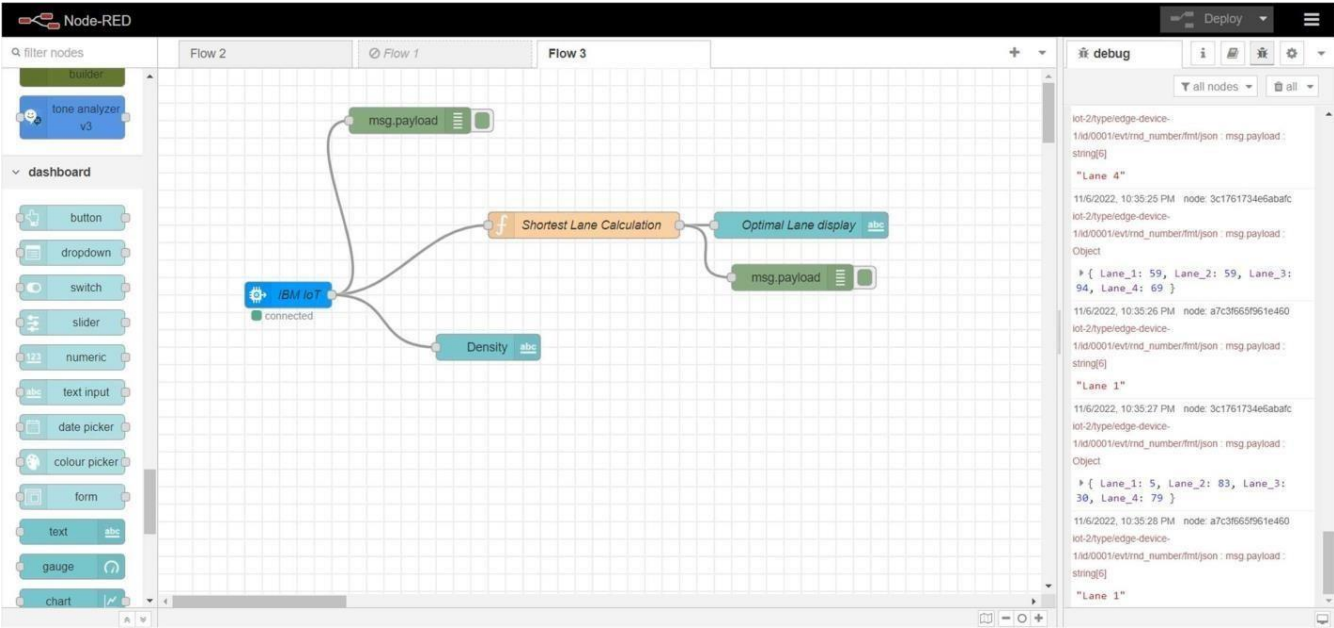 Node-RED
Deploy
filter nodes
builder
tone analyzer
v3
dashboard
button
dropdown
switch
slider
123
numeric
abc
text input
date picker
colour picker
form
text
abc
gauge
chart
Flow 2
Flow 1
Flow 3
msg.payload
Shortest Lane Calculation
Optimal Lane display
abc
msg.payload
IBM IoT
connected
Density
abc
debug
all nodes
all
iot-2/type/edge-device-
1/id/0001/evt/rnd_number/fmt/json : msg.payload :
string[6]
"Lane 4"
11/6/2022, 10:35:25 PM node: 3c1761734e6abafc
iot-2/type/edge-device-
1/id/0001/evt/rnd_number/fmt/json : msg.payload :
Object
{ Lane_1: 59, Lane_2: 59, Lane_3:
94, Lane_4: 69 }
11/6/2022, 10:35:26 PM node: a7c3f665f961e460
iot-2/type/edge-device-
1/id/0001/evt/rnd_number/fmt/json : msg.payload :
string[6]
"Lane 1"
11/6/2022, 10:35:27 PM node: 3c1761734e6abafc
iot-2/type/edge-device-
1/id/0001/evt/rnd_number/fmt/json : msg.payload :
Object
{ Lane_1: 5, Lane_2: 83, Lane_3:
30, Lane_4: 79 }
11/6/2022, 10:35:28 PM node: a7c3f665f961e460
iot-2/type/edge-device-
1/id/0001/evt/rnd_number/fmt/json : msg.payload :
string[6]
"Lane 1"